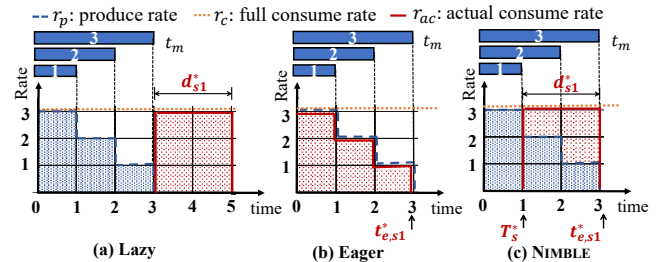 r_p: produce rate r_c: full consume rate r_ac: actual consume rate
3 t_m 3 t_m 3 t_m
2 2 2
1 1 1
Rate d*_s1 Rate Rate d*_s1
3 3 3
2 2 2
1 1 1
0 1 2 3 4 5 time 0 1 2 3 time 0 1 2 3 time
t*_e,s1 T*_s t*_e,s1
(a) Lazy (b) Eager (c) NIMBLE